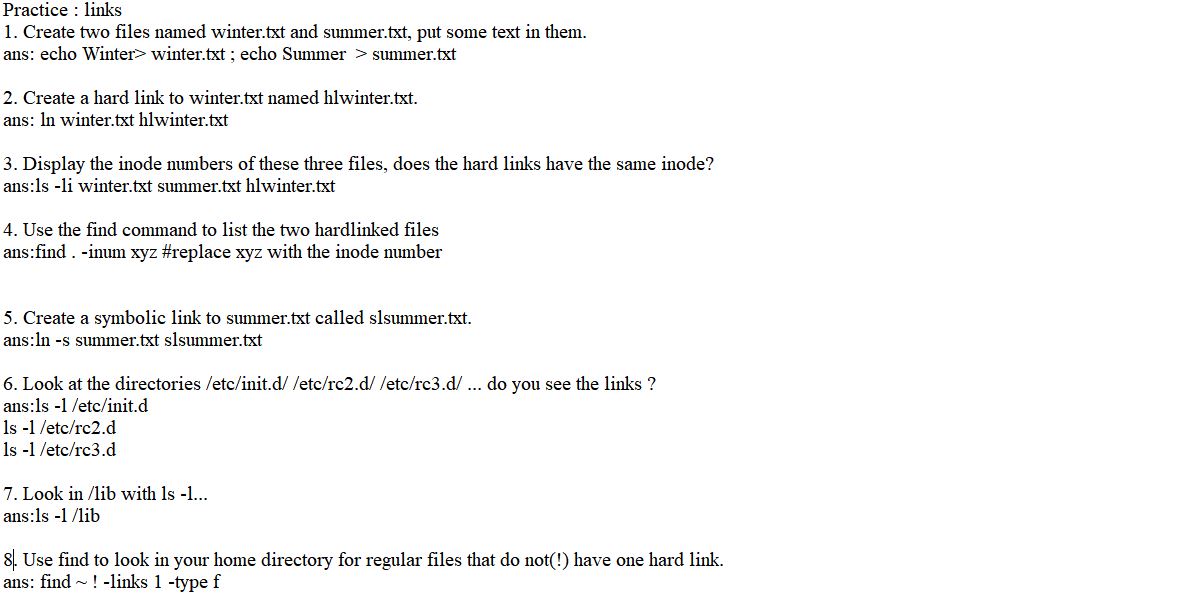 Practice : links
1. Create two files named winter.txt and summer.txt, put some text in them.
ans: echo Winter> winter.txt ; echo Summer  > summer.txt
2. Create a hard link to winter.txt named hlwinter.txt.
ans: ln winter.txt hlwinter.txt
3. Display the inode numbers of these three files, does the hard links have the same inode?
ans:ls -li winter.txt summer.txt hlwinter.txt
4. Use the find command to list the two hardlinked files
ans:find . -inum xyz #replace xyz with the inode number
5. Create a symbolic link to summer.txt called slsummer.txt.
ans:ln -s summer.txt slsummer.txt
6. Look at the directories /etc/init.d/ /etc/rc2.d/ /etc/rc3.d/ ... do you see the links ?
ans:ls -l /etc/init.d
ls -l /etc/rc2.d
ls -l /etc/rc3.d
7. Look in /lib with ls -l...
ans:ls -l /lib
8. Use find to look in your home directory for regular files that do not(!) have one hard link.
ans: find ~ ! -links 1 -type f